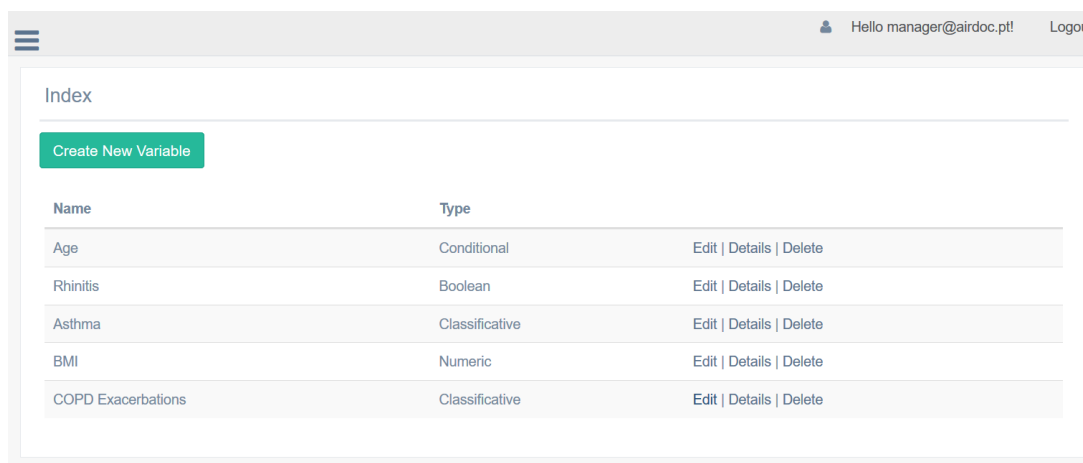 Hello manager@airdoc.pt!
Index
Create New Variable
Name Type
Age Conditional Edit | Details | Delete
Rhinitis Boolean Edit | Details | Delete
Asthma Classificative Edit | Details | Delete
BMI Numeric Edit | Details | Delete
COPD Exacerbations Classificative Edit | Details | Delete